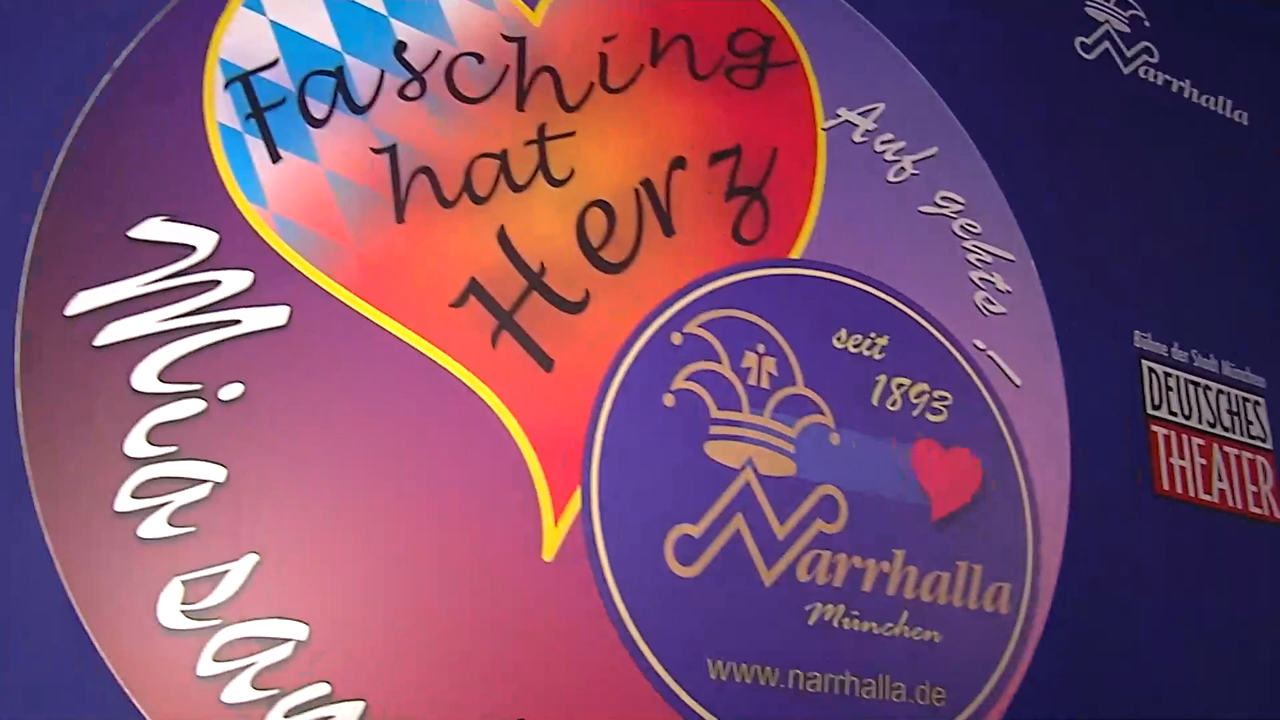 Fasching
hat
Herz
Auf gehts !
Mia san
seit
1893
Narrhalla
München
www.narrhalla.de
Narrhalla
Bühne der Stadt München
DEUTSCHES
THEATER